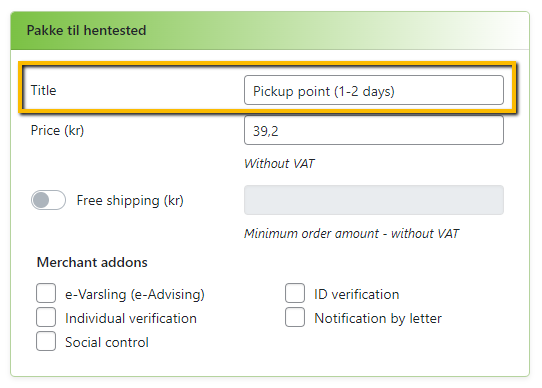 Pakke til hentested
Title
Pickup point (1-2 days)
Price (kr)
39,2
Without VAT
Free shipping (kr)
Minimum order amount - without VAT
Merchant addons
e-Varsling (e-Advising)
ID verification
Individual verification
Notification by letter
Social control